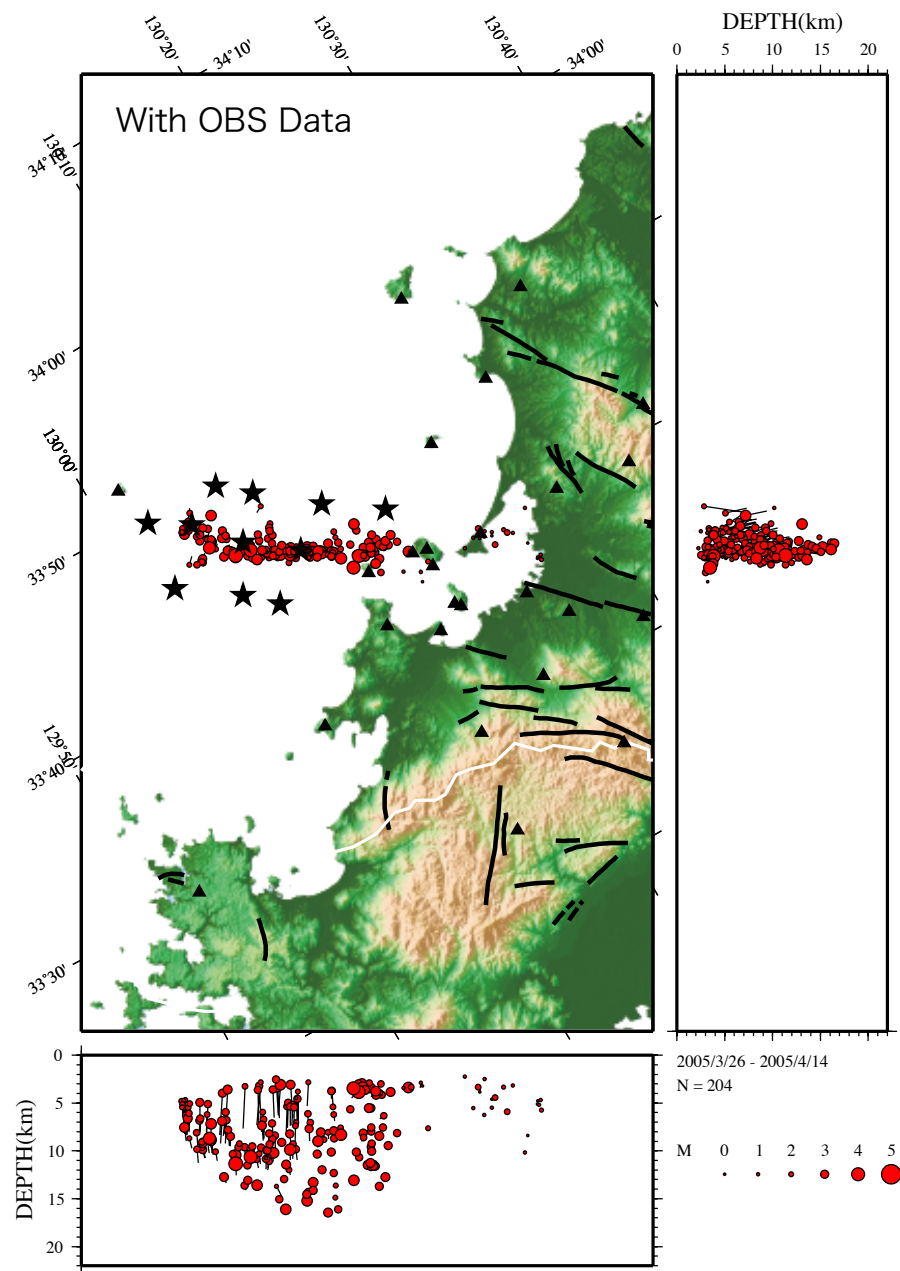 DEPTH(km)
0 5 10 15 20
130°20' 34°10' 130°30' 130°40' 34°00'
With OBS Data
34°10'
34°00'
130°00'
33°50'
129°50'
33°40'
33°30'
0
5
10
15
20
DEPTH(km)
2005/3/26 - 2005/4/14
N = 204
M 0 1 2 3 4 5